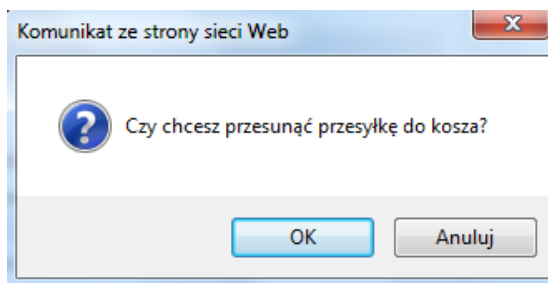 Komunikat ze strony sieci Web
Czy chcesz przesunąć przesyłkę do kosza?
OK
Anuluj